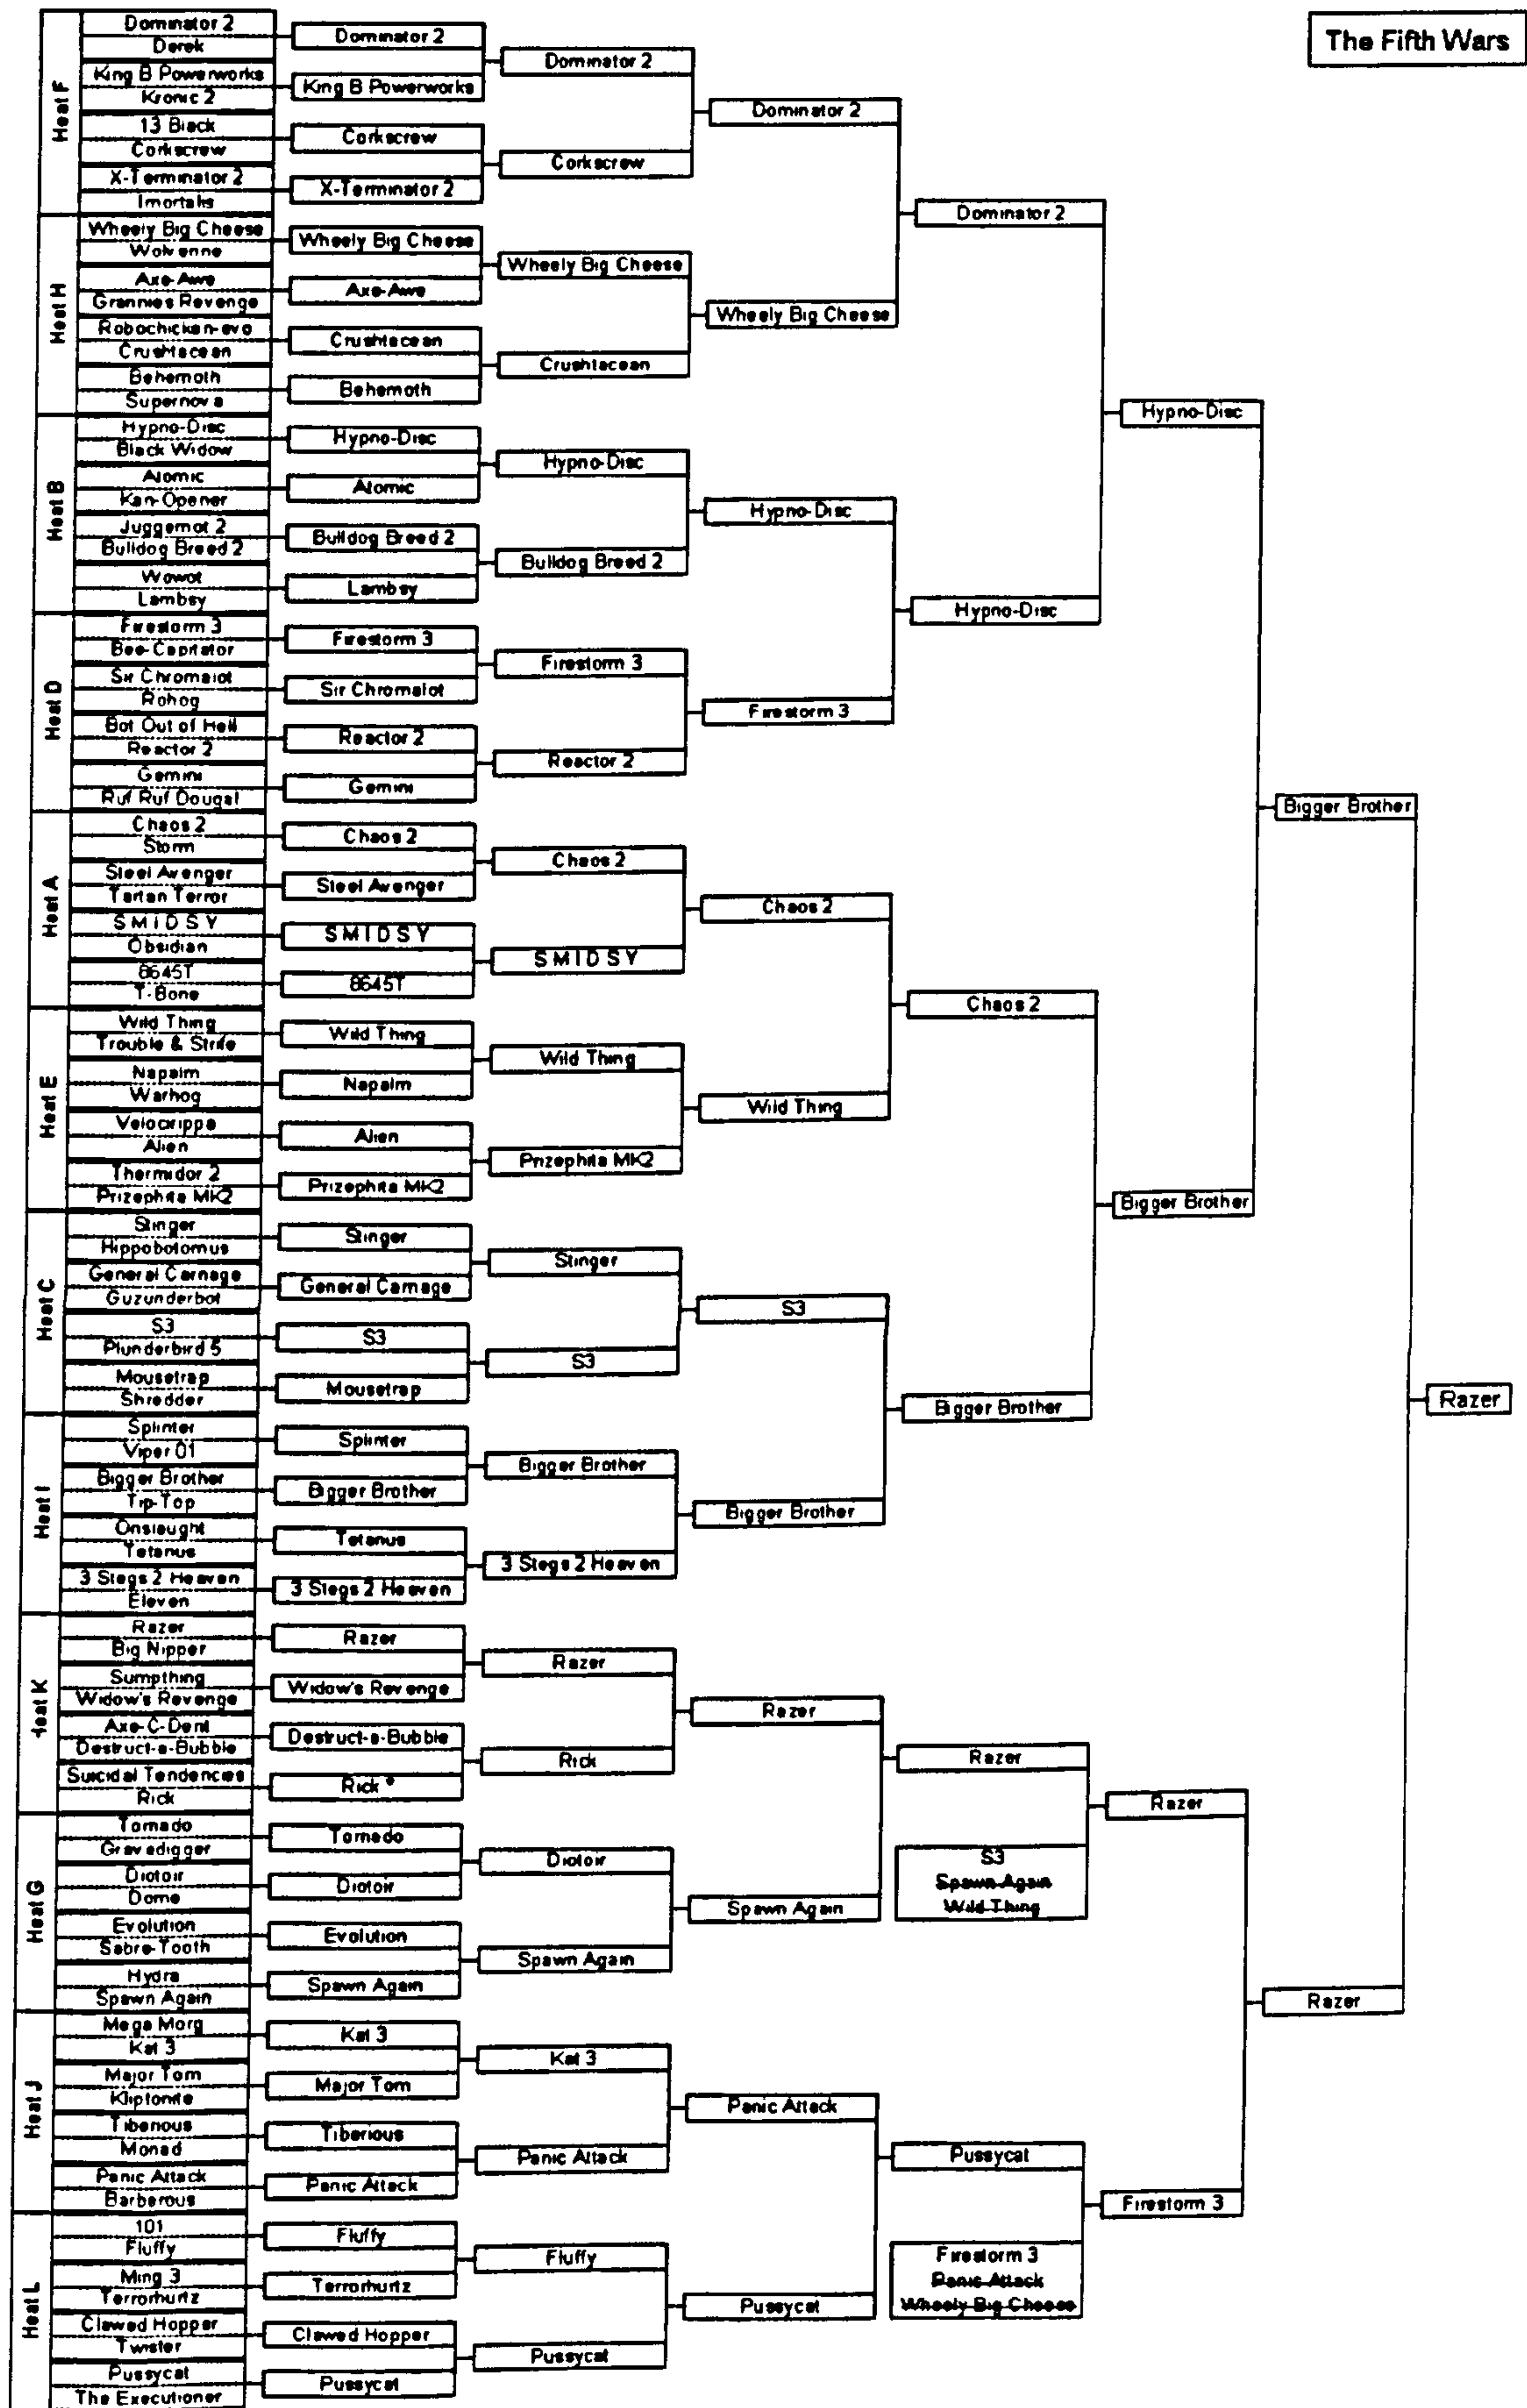 The Fifth Wars
Heat F
Dominator 2
Derek
King B Powerworks
Kronic 2
13 Black
Corkscrew
X-Terminator 2
Imortalis
Dominator 2
King B Powerworks
Corkscrew
X-Terminator 2
Dominator 2
Corkscrew
Dominator 2
Heat H
Wheely Big Cheese
Wolverine
Axe-Awe
Grannies Revenge
Robochicken-evo
Crushtacean
Behemoth
Supernova
Wheely Big Cheese
Axe-Awe
Crushtacean
Behemoth
Wheely Big Cheese
Crushtacean
Wheely Big Cheese
Dominator 2
Heat B
Hypno-Disc
Black Widow
Atomic
Kan-Opener
Juggernot 2
Bulldog Breed 2
Wowot
Lambsy
Hypno-Disc
Atomic
Bulldog Breed 2
Lambsy
Hypno-Disc
Bulldog Breed 2
Hypno-Disc
Heat D
Firestorm 3
Bee-Capitator
Sir Chromalot
Rohog
Bot Out of Hell
Reactor 2
Gemini
Ruf Ruf Dougal
Firestorm 3
Sir Chromalot
Reactor 2
Gemini
Firestorm 3
Reactor 2
Firestorm 3
Hypno-Disc
Hypno-Disc
Heat A
Chaos 2
Storm
Steel Avenger
Tartan Terror
S M I D S Y
Obsidian
8645T
T-Bone
Chaos 2
Steel Avenger
S M I D S Y
8645T
Chaos 2
S M I D S Y
Chaos 2
Heat E
Wild Thing
Trouble & Strife
Napalm
Warhog
Velocirippa
Alien
Thermidor 2
Prizephita MK2
Wild Thing
Napalm
Alien
Prizephita MK2
Wild Thing
Prizephita MK2
Wild Thing
Chaos 2
Heat C
Stinger
Hippobotomus
General Carnage
Guzunderbot
S3
Plunderbird 5
Mousetrap
Shredder
Stinger
General Carnage
S3
Mousetrap
Stinger
S3
S3
Heat I
Splinter
Viper 01
Bigger Brother
Tip-Top
Onslaught
Tetanus
3 Stegs 2 Heaven
Eleven
Splinter
Bigger Brother
Tetanus
3 Stegs 2 Heaven
Bigger Brother
3 Stegs 2 Heaven
Bigger Brother
Bigger Brother
Bigger Brother
Bigger Brother
Heat K
Razer
Big Nipper
Sumpthing
Widow's Revenge
Axe-C-Dent
Destruct-a-Bubble
Suicidal Tendencies
Rick
Razer
Widow's Revenge
Destruct-a-Bubble
Rick *
Razer
Rick
Razer
Heat G
Tornado
Gravedigger
Diotoir
Dome
Evolution
Sabre-Tooth
Hydra
Spawn Again
Tornado
Diotoir
Evolution
Spawn Again
Diotoir
Spawn Again
Spawn Again
Razer
S3
Spawn Again
Wild Thing
Razer
Heat J
Mega Morg
Kat 3
Major Tom
Kliptonite
Tiberious
Monad
Panic Attack
Barberous
Kat 3
Major Tom
Tiberious
Panic Attack
Kat 3
Panic Attack
Panic Attack
Heat L
101
Fluffy
Ming 3
Terrorhurtz
Clawed Hopper
Twister
Pussycat
The Executioner
Fluffy
Terrorhurtz
Clawed Hopper
Pussycat
Fluffy
Pussycat
Pussycat
Pussycat
Firestorm 3
Panic Attack
Wheely Big Cheese
Firestorm 3
Razer
Razer